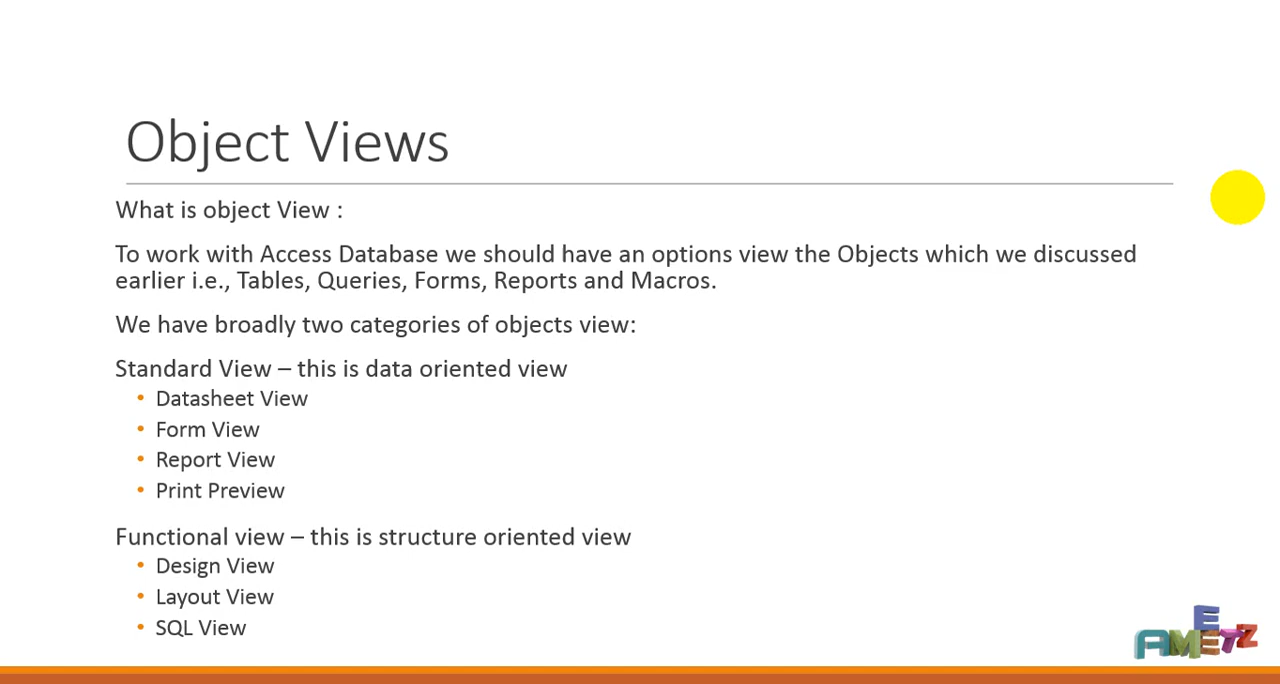 Object Views
What is object View :
To work with Access Database we should have an options view the Objects which we discussed
earlier i.e., Tables, Queries, Forms, Reports and Macros.
We have broadly two categories of objects view:
Standard View – this is data oriented view
• Datasheet View
• Form View
• Report View
• Print Preview
Functional view – this is structure oriented view
• Design View
• Layout View
• SQL View
AMEETZ